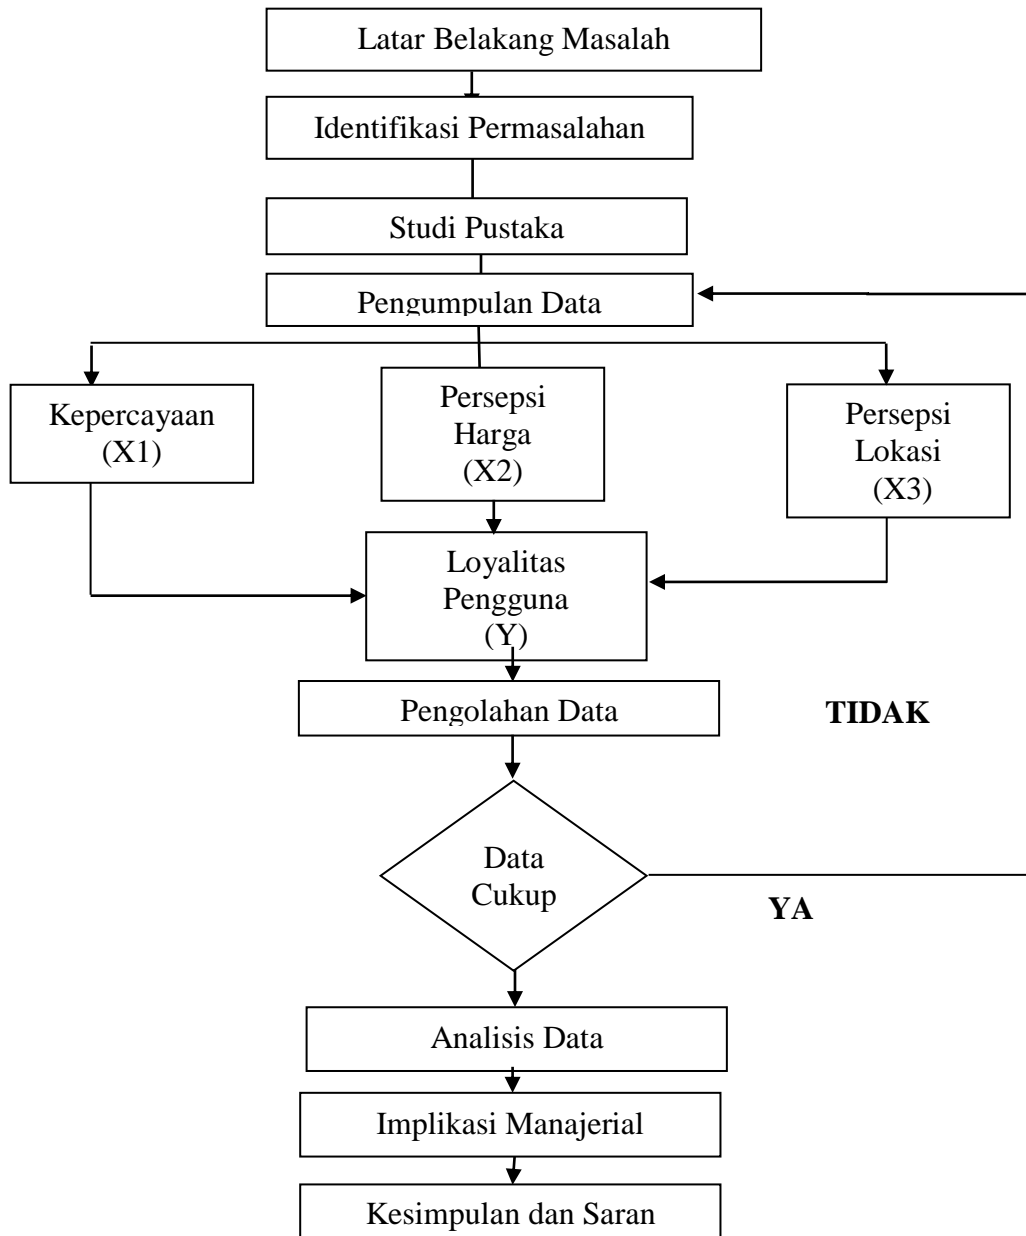 Latar Belakang Masalah
Identifikasi Permasalahan
Studi Pustaka
Pengumpulan Data
Kepercayaan
(X1)
Persepsi
Harga
(X2)
Persepsi
Lokasi
(X3)
Loyalitas
Pengguna
(Y)
Pengolahan Data
TIDAK
Data
Cukup
YA
Analisis Data
Implikasi Manajerial
Kesimpulan dan Saran